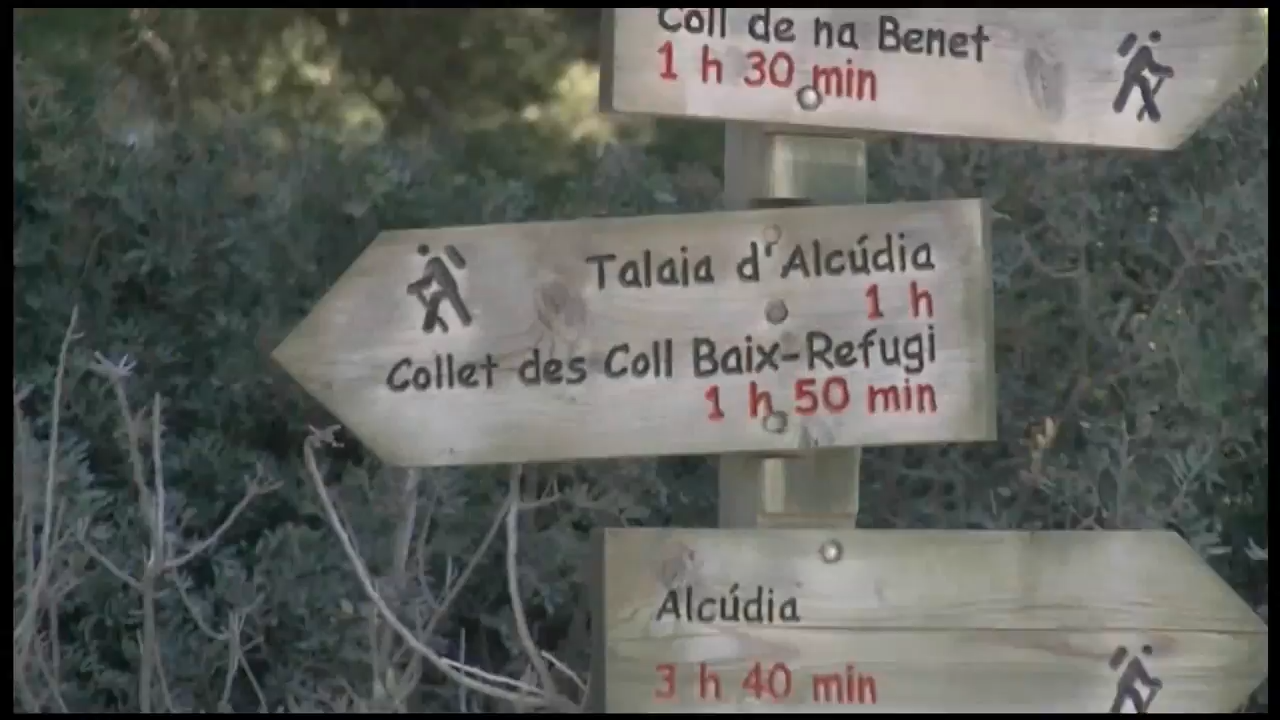 Coll de na Benet
1 h 30 min
Talaia d'Alcúdia
1 h
Collet des Coll Baix-Refugi
1 h 50 min
Alcúdia
3 h 40 min